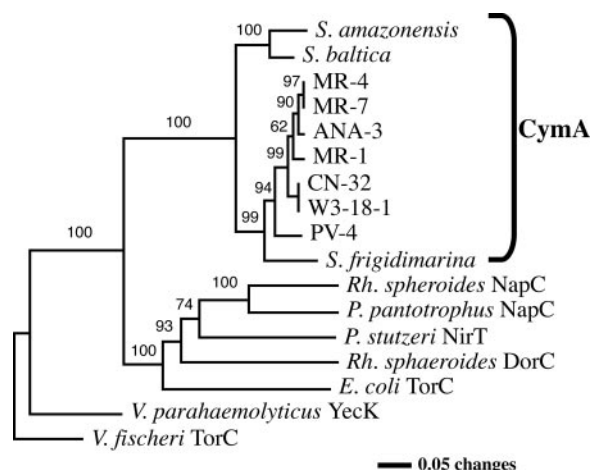 100
S. amazonensis
S. baltica
97
MR-4
90
MR-7
62
ANA-3
MR-1
100
99
CN-32
94
W3-18-1
99
PV-4
S. frigidimarina
CymA
100
100
Rh. spheroides NapC
P. pantotrophus NapC
74
P. stutzeri NirT
93
Rh. sphaeroides DorC
100
E. coli TorC
V. parahaemolyticus YecK
V. fischeri TorC
0.05 changes